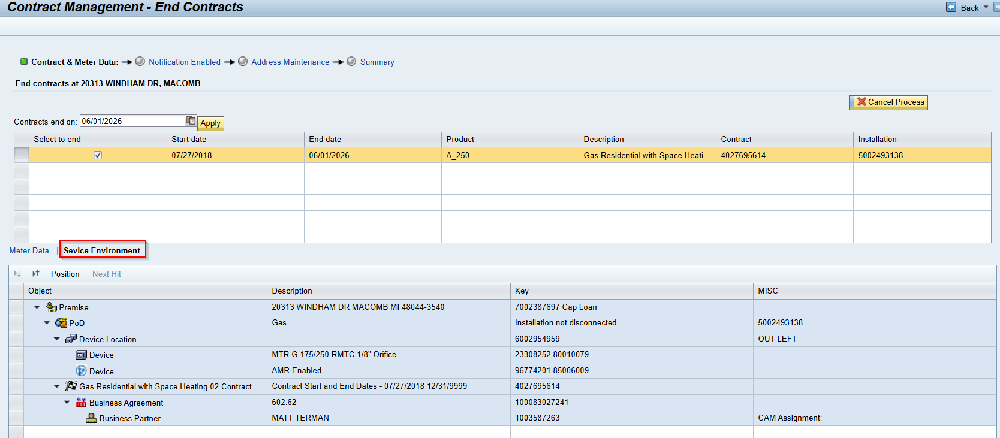 Contract Management - End Contracts
Back
Contract & Meter Data: Notification Enabled Address Maintenance Summary
End contracts at 20313 WINDHAM DR, MACOMB
Cancel Process
Contracts end on: 06/01/2026 Apply
Select to end Start date End date Product Description Contract Installation
07/27/2018 06/01/2026 A_250 Gas Residential with Space Heati... 4027695614 5002493138
Meter Data | Sevice Environment
Position Next Hit
Object Description Key MISC
Premise 20313 WINDHAM DR MACOMB MI 48044-3540 7002387697 Cap Loan
PoD Gas Installation not disconnected 5002493138
Device Location 6002954959 OUT LEFT
Device MTR G 175/250 RMTC 1/8" Orifice 23308252 80010079
Device AMR Enabled 96774201 85006009
Gas Residential with Space Heating 02 Contract Contract Start and End Dates - 07/27/2018 12/31/9999 4027695614
Business Agreement 602.62 100083027241
Business Partner MATT TERMAN 1003587263 CAM Assignment: